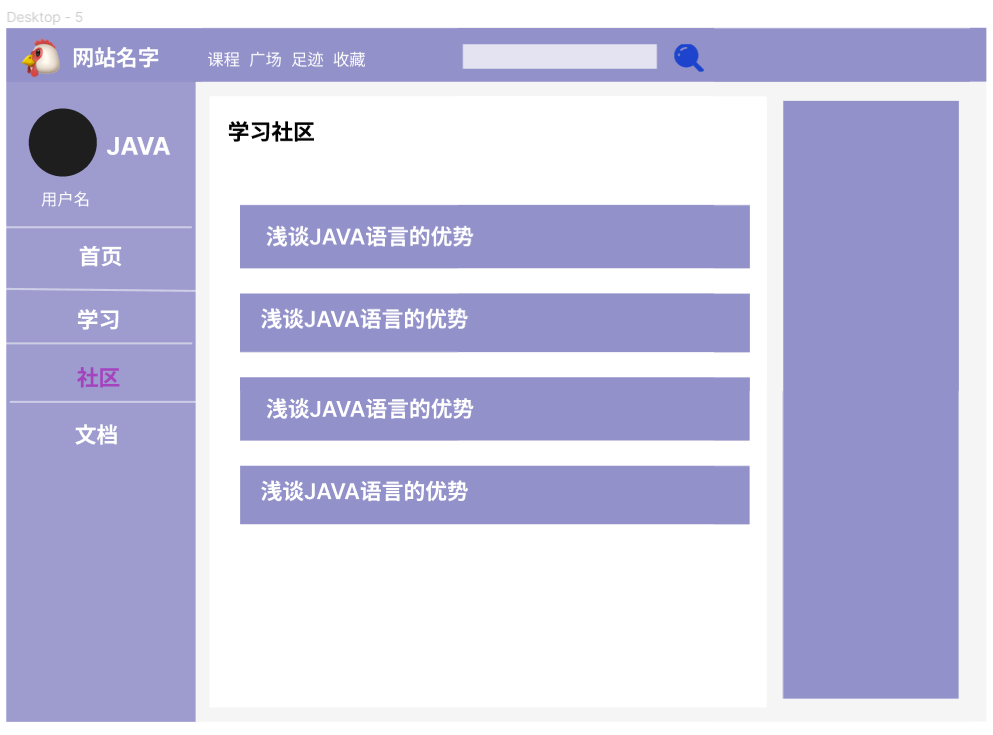 Desktop - 5
网站名字
课程 广场 足迹 收藏
JAVA
用户名
首页
学习
社区
文档
学习社区
浅谈JAVA语言的优势
浅谈JAVA语言的优势
浅谈JAVA语言的优势
浅谈JAVA语言的优势